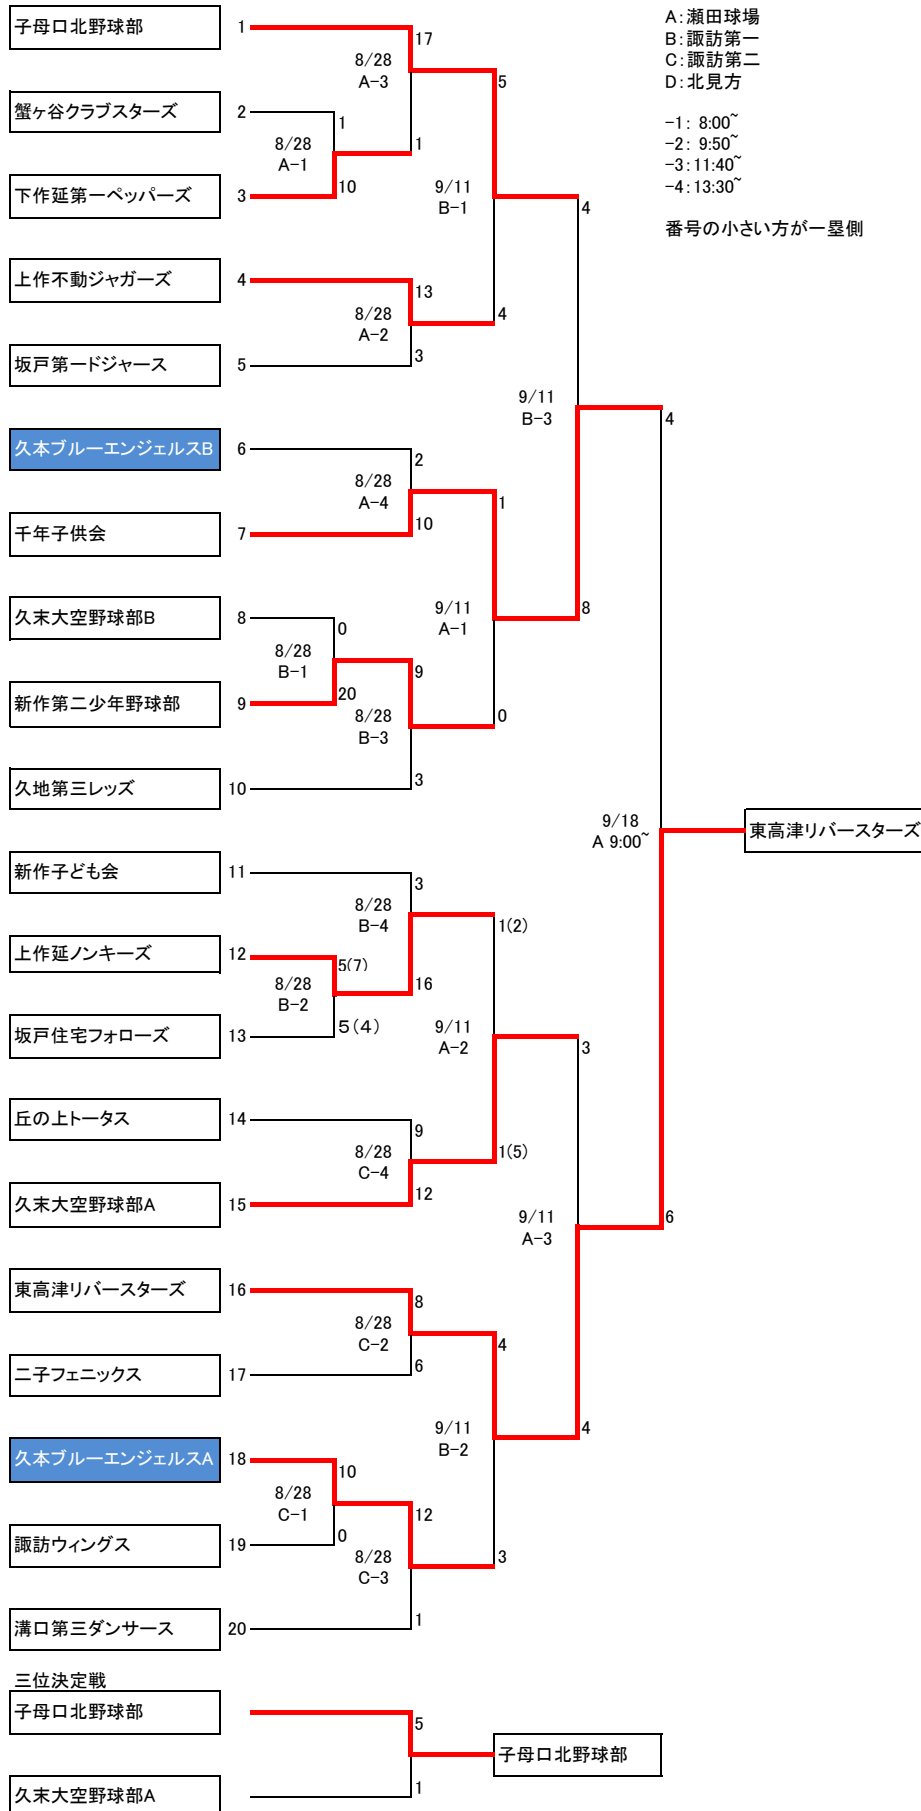 子母口北野球部 1
17
A:瀬田球場
B:諏訪第一
C:諏訪第二
D:北見方
8/28
A-3
5
蟹ヶ谷クラブスターズ 2
1
-1: 8:00~
-2: 9:50~
-3:11:40~
-4:13:30~
8/28
A-1
1
下作延第一ペッパーズ 3
10
9/11
B-1
4
番号の小さい方が一塁側
上作不動ジャガーズ 4
13
8/28
A-2
4
坂戸第一ドジャース 5
3
9/11
B-3
4
久本ブルーエンジェルスB 6
2
8/28
A-4
1
千年子供会 7
10
久末大空野球部B 8
0
9/11
A-1
8
8/28
B-1
9
新作第二少年野球部 9
20
8/28
B-3
0
久地第三レッズ 10
3
9/18
A 9:00~
東高津リバースターズ
新作子ども会 11
3
8/28
B-4
1(2)
上作延ノンキーズ 12
5(7)
8/28
B-2
16
坂戸住宅フォローズ 13
5(4)
9/11
A-2
3
丘の上トータス 14
9
8/28
C-4
1(5)
久末大空野球部A 15
12
9/11
A-3
6
東高津リバースターズ 16
8
8/28
C-2
4
二子フェニックス 17
6
9/11
B-2
4
久本ブルーエンジェルスA 18
10
8/28
C-1
12
諏訪ウィングス 19
0
8/28
C-3
3
溝口第三ダンサース 20
1
三位決定戦
子母口北野球部
5
子母口北野球部
久末大空野球部A
1